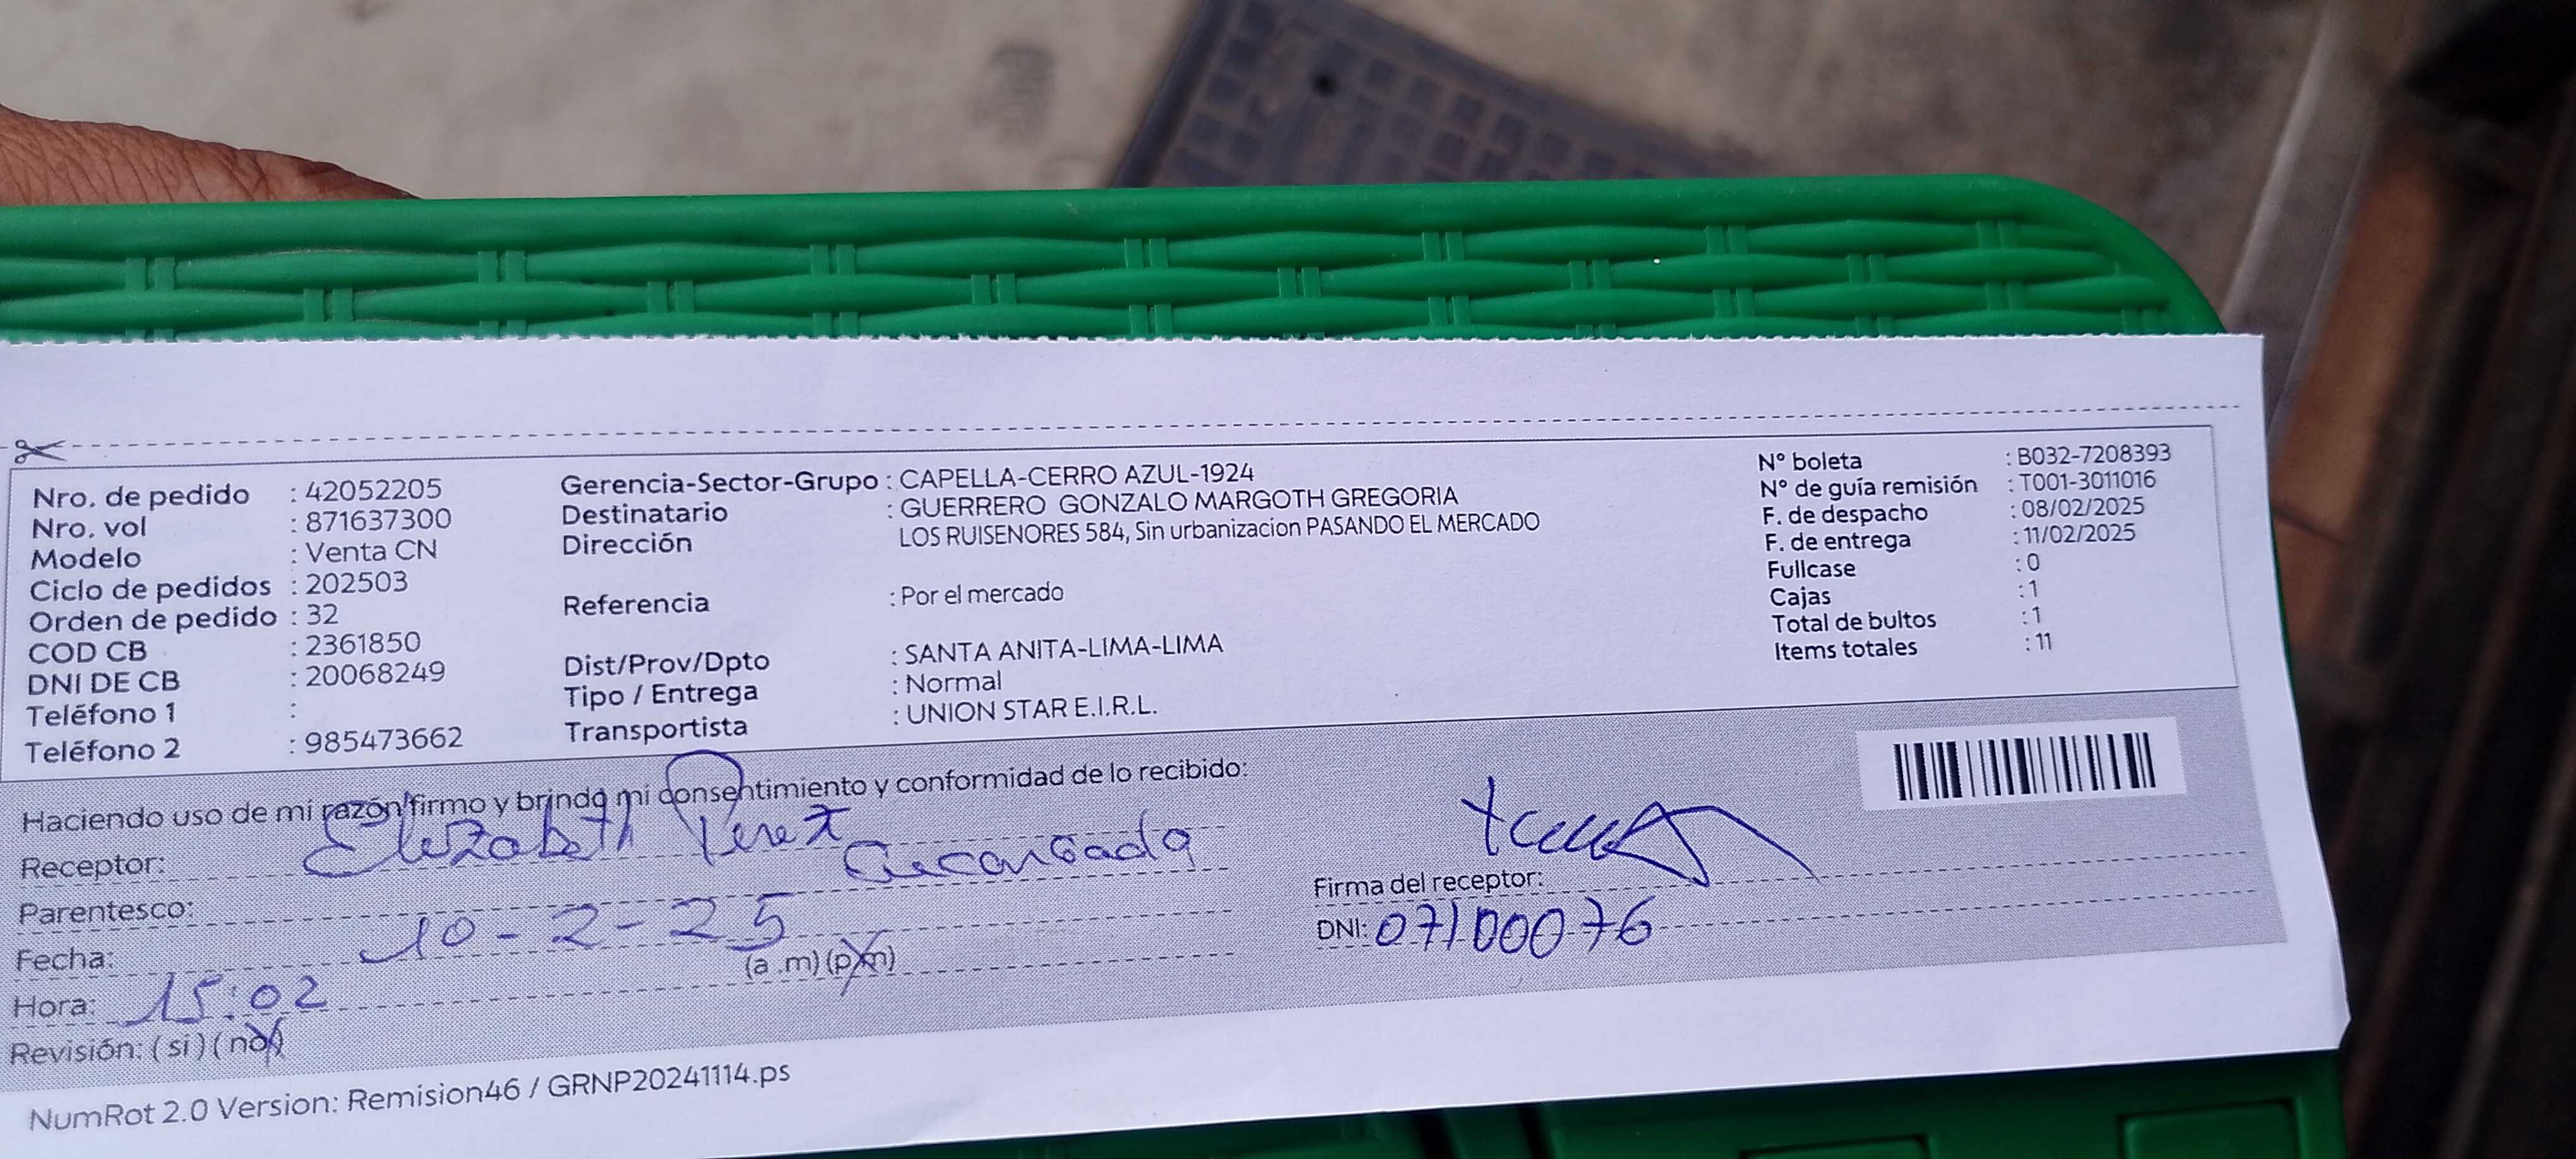 Nro. de pedido : 42052205
Nro. vol : 871637300
Modelo : Venta CN
Ciclo de pedidos : 202503
Orden de pedido : 32
COD CB : 2361850
DNI DE CB : 20068249
Teléfono 1 :
Teléfono 2 : 985473662
Gerencia-Sector-Grupo : CAPELLA-CERRO AZUL-1924
Destinatario : GUERRERO GONZALO MARGOTH GREGORIA
Dirección LOS RUISENORES 584, Sin urbanizacion PASANDO EL MERCADO
Referencia : Por el mercado
Dist/Prov/Dpto : SANTA ANITA-LIMA-LIMA
Tipo / Entrega : Normal
Transportista : UNION STAR E.I.R.L.
N° boleta : B032-7208393
N° de guía remisión : T001-3011016
F. de despacho : 08/02/2025
F. de entrega : 11/02/2025
Fullcase : 0
Cajas : 1
Total de bultos : 1
Items totales : 11
Haciendo uso de mi razón firmo y brindo mi consentimiento y conformidad de lo recibido:
Receptor: Elizabeth Perez
Parentesco: Encargada
Fecha: 10-2-25
Hora: 15:02 (a.m) (pm)
Revisión: (si) (no)
Firma del receptor:
DNI: 07100076
NumRot 2.0 Version: Remision46 / GRNP20241114.ps